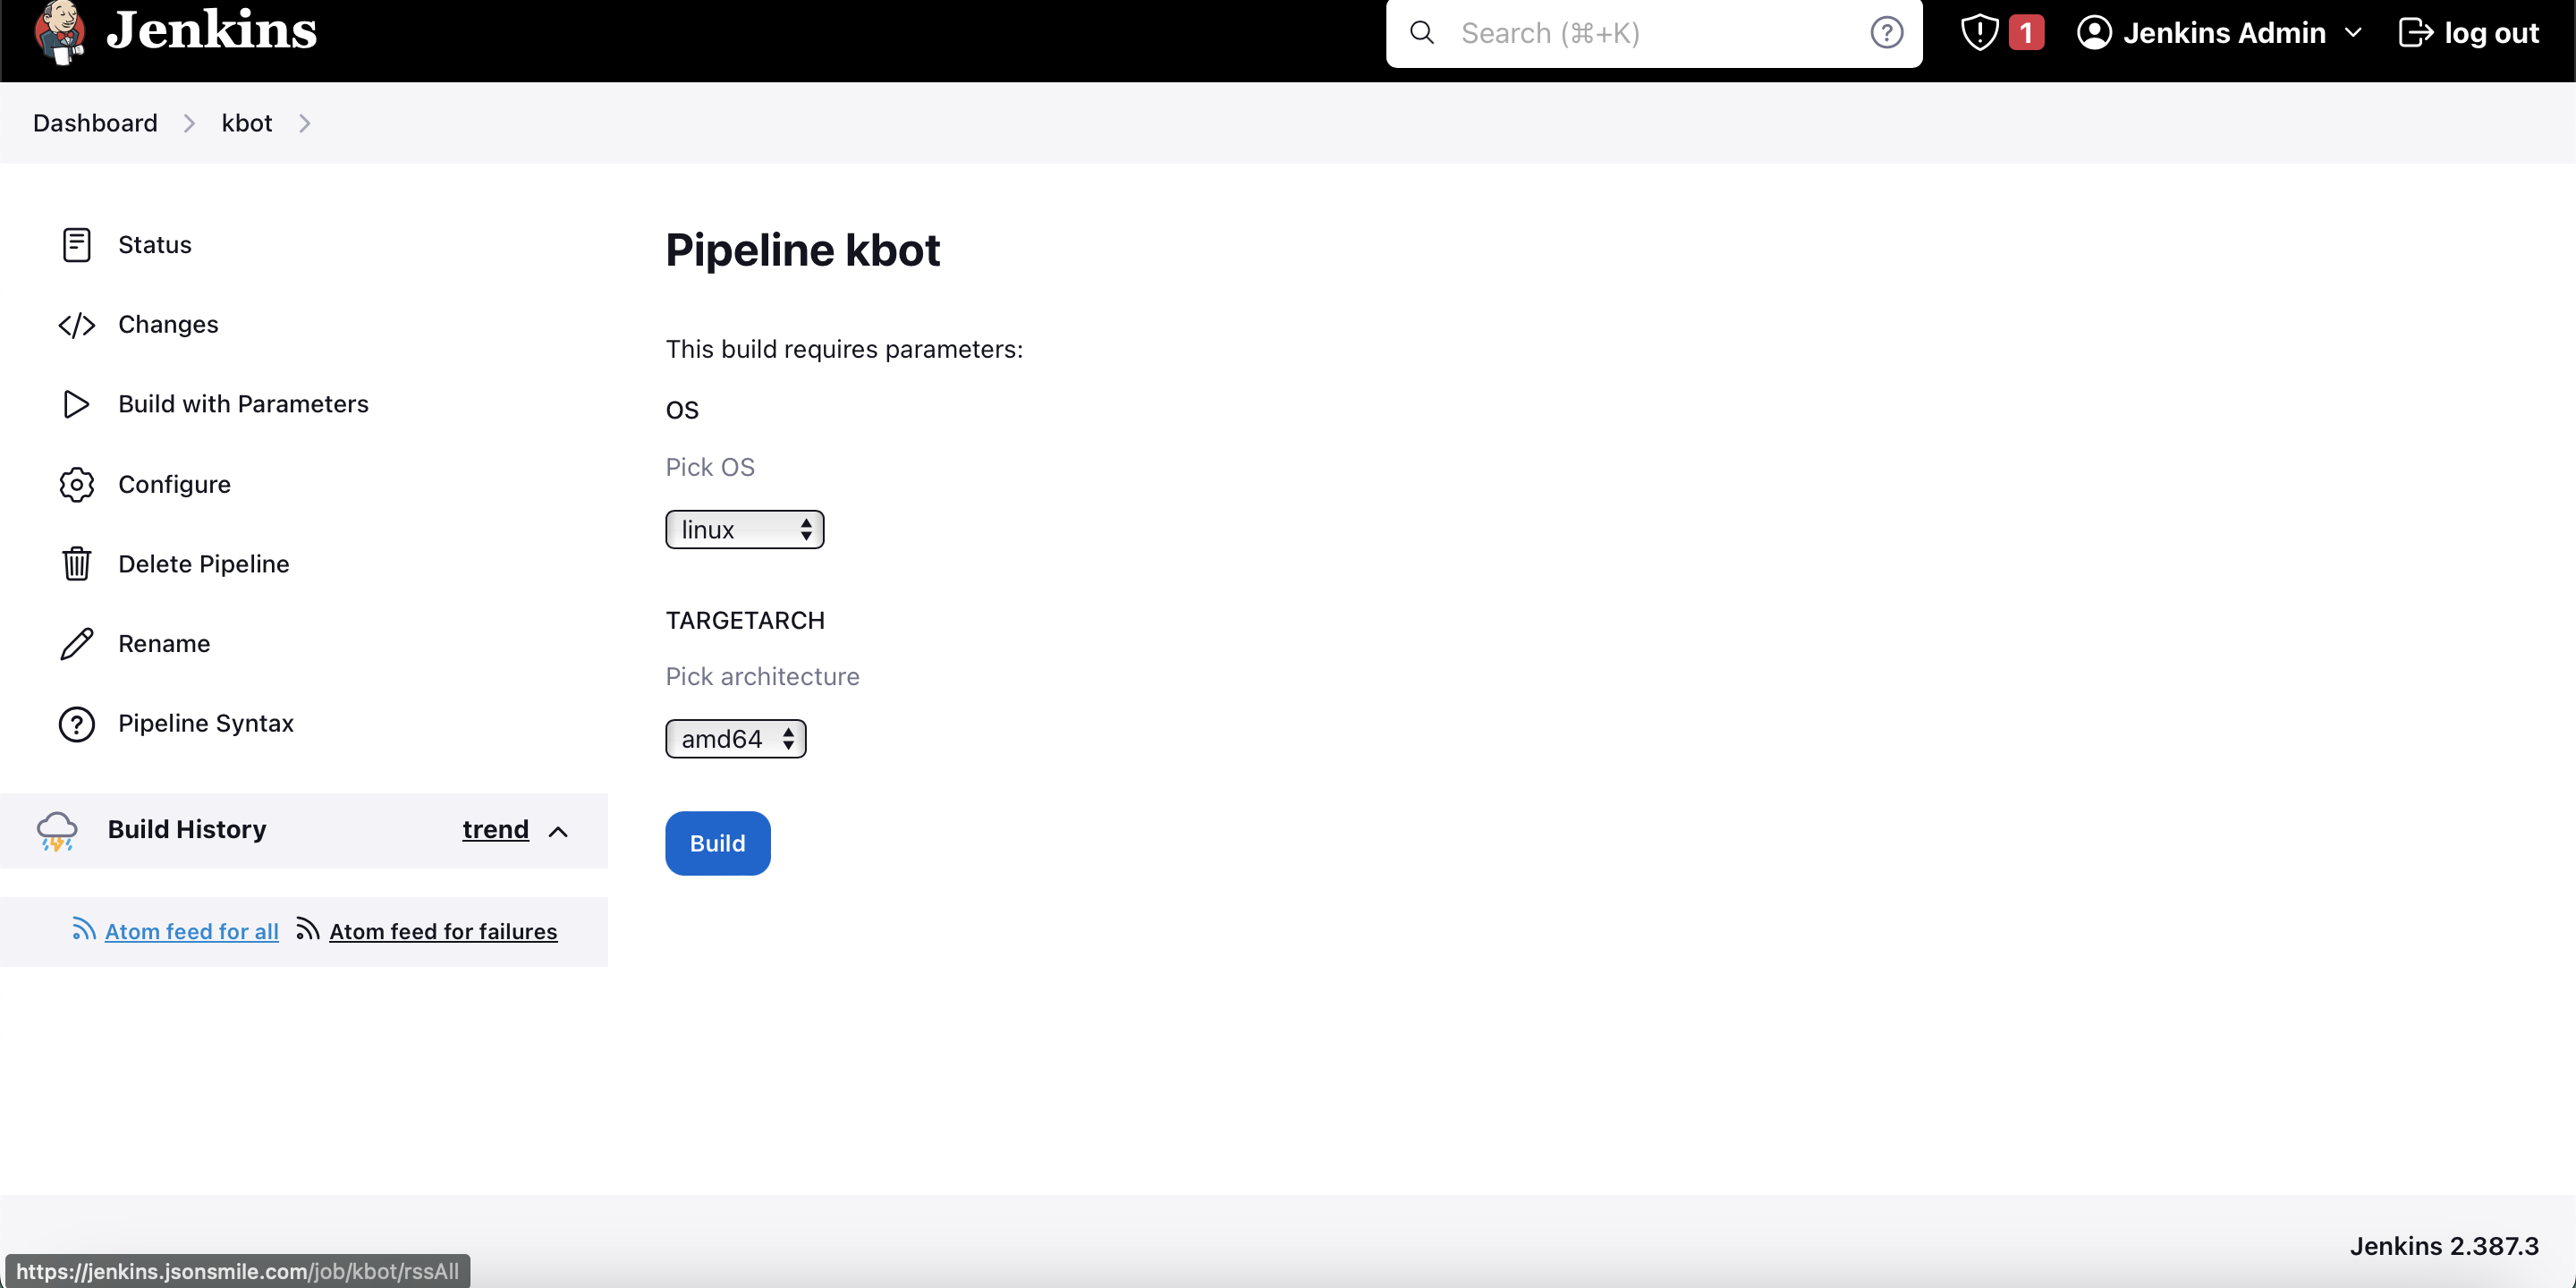 Jenkins
Search (⌘+K)
1
Jenkins Admin
log out
Dashboard
kbot
Status
Changes
Build with Parameters
Configure
Delete Pipeline
Rename
Pipeline Syntax
Build History
trend
Atom feed for all
Atom feed for failures
Pipeline kbot
This build requires parameters:
OS
Pick OS
linux
TARGETARCH
Pick architecture
amd64
Build
Jenkins 2.387.3
https://jenkins.jsonsmile.com/job/kbot/rssAll